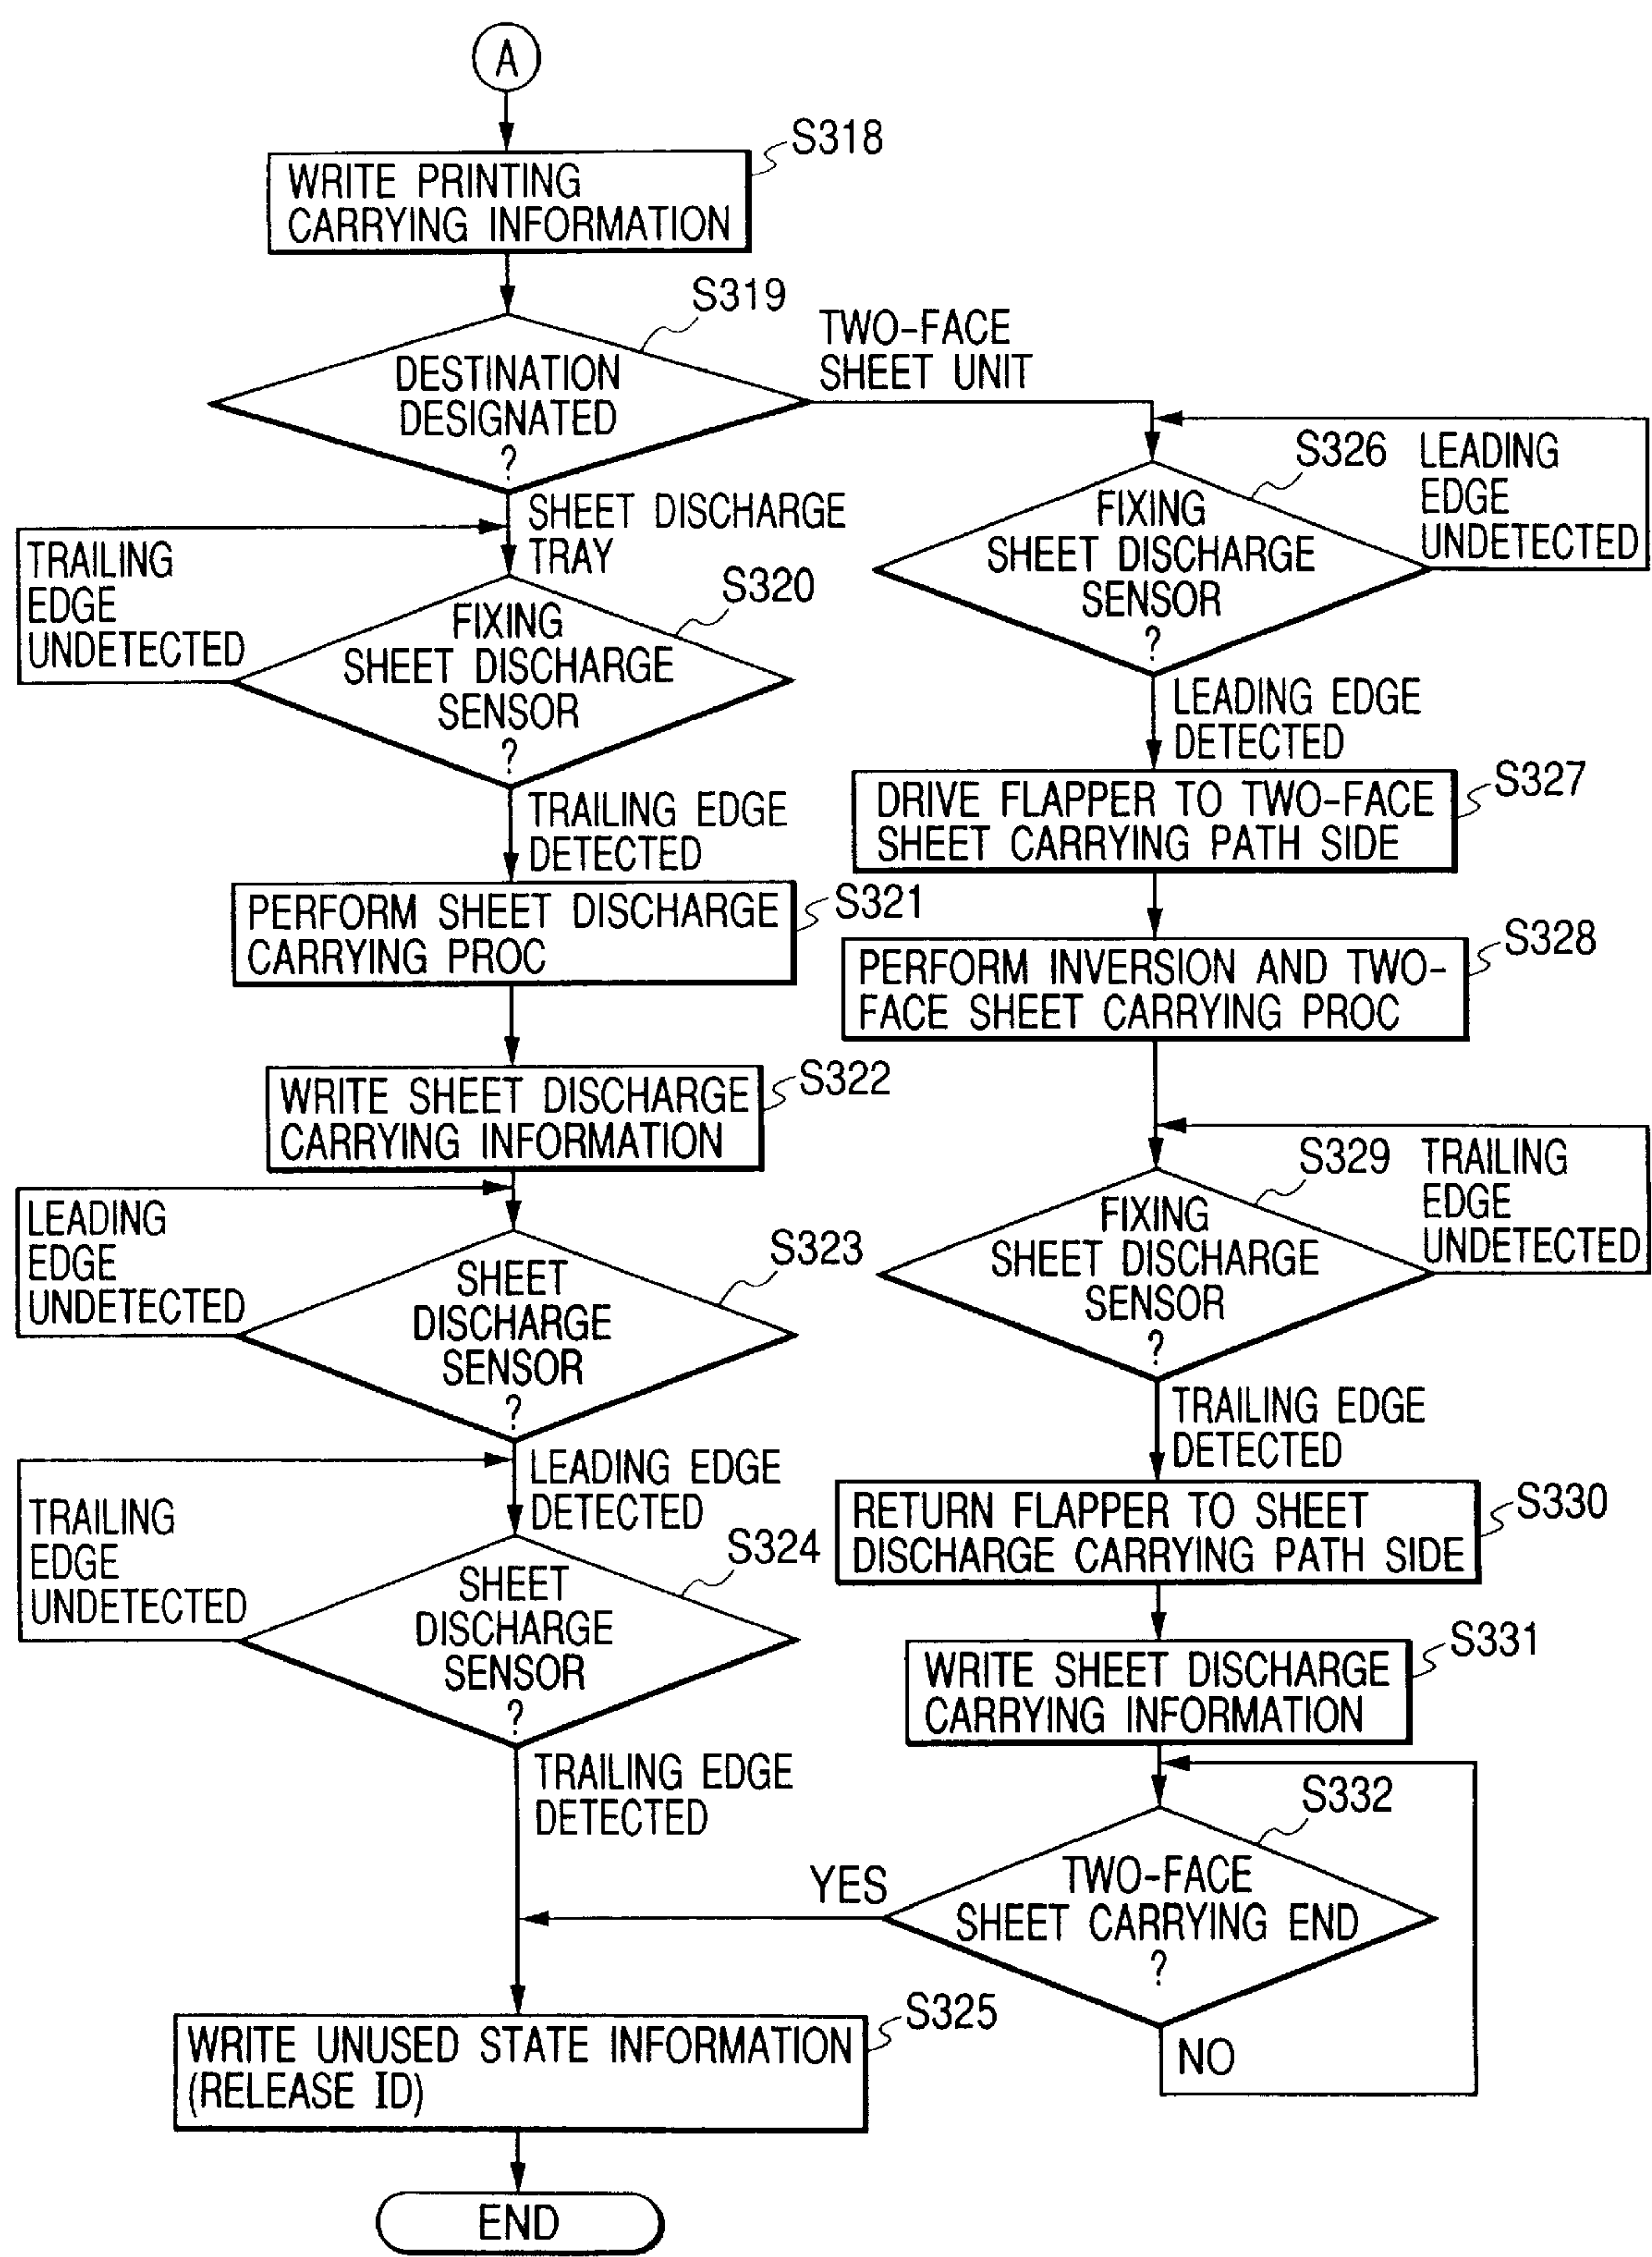 A
S318
WRITE PRINTING
CARRYING INFORMATION
S319
DESTINATION
DESIGNATED
?
TWO-FACE
SHEET UNIT
SHEET DISCHARGE
TRAY
TRAILING
EDGE
UNDETECTED
S320
FIXING
SHEET DISCHARGE
SENSOR
?
TRAILING EDGE
DETECTED
PERFORM SHEET DISCHARGE
CARRYING PROC
S321
WRITE SHEET DISCHARGE
CARRYING INFORMATION
S322
LEADING
EDGE
UNDETECTED
S323
SHEET
DISCHARGE
SENSOR
?
LEADING EDGE
DETECTED
TRAILING
EDGE
UNDETECTED
S324
SHEET
DISCHARGE
SENSOR
?
TRAILING EDGE
DETECTED
S326
LEADING
EDGE
UNDETECTED
FIXING
SHEET DISCHARGE
SENSOR
?
LEADING EDGE
DETECTED
S327
DRIVE FLAPPER TO TWO-FACE
SHEET CARRYING PATH SIDE
S328
PERFORM INVERSION AND TWO-
FACE SHEET CARRYING PROC
S329
TRAILING
EDGE
UNDETECTED
FIXING
SHEET DISCHARGE
SENSOR
?
TRAILING EDGE
DETECTED
RETURN FLAPPER TO SHEET
DISCHARGE CARRYING PATH SIDE
S330
S331
WRITE SHEET DISCHARGE
CARRYING INFORMATION
S332
TWO-FACE
SHEET CARRYING END
?
YES
NO
S325
WRITE UNUSED STATE INFORMATION
(RELEASE ID)
END